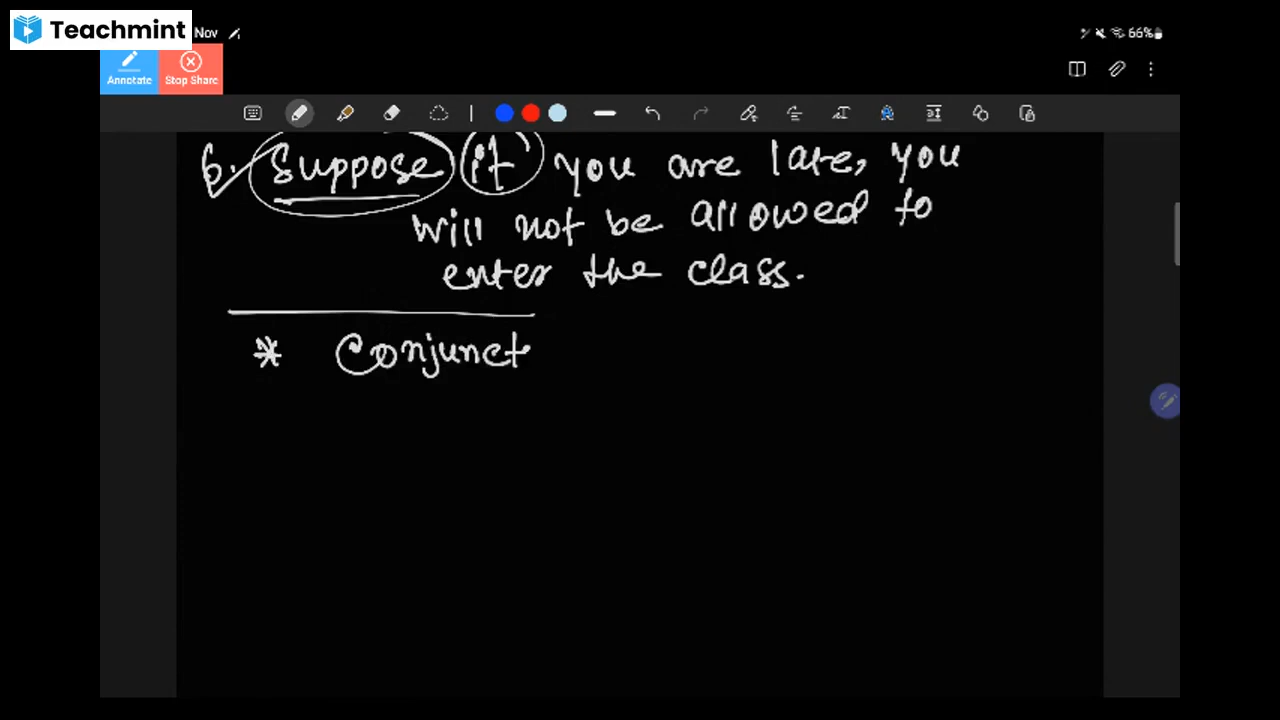 Teachmint
Nov
66%
Annotate
Stop Share
6. Suppose if you are late, you
will not be allowed to
enter the class.
* Conjunct